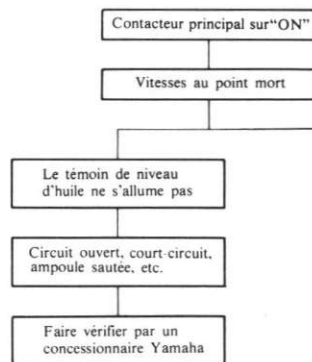 Contacteur principal sur“ON”
Vitesses au point mort
Le témoin de niveau
d’huile ne s’allume pas
Circuit ouvert, court-circuit,
ampoule sautée, etc.
Faire vérifier par un
concessionnaire Yamaha